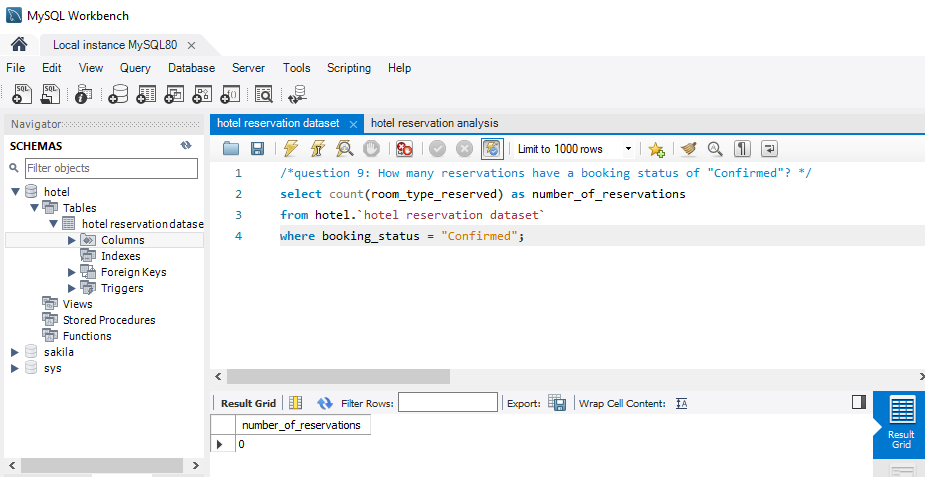 MySQL Workbench
Local instance MySQL80
File Edit View Query Database Server Tools Scripting Help
Navigator
SCHEMAS
Filter objects
hotel
Tables
hotel reservation datase
Columns
Indexes
Foreign Keys
Triggers
Views
Stored Procedures
Functions
sakila
sys
hotel reservation dataset hotel reservation analysis
Limit to 1000 rows
1 /*question 9: How many reservations have a booking status of "Confirmed"? */
2 select count(room_type_reserved) as number_of_reservations
3 from hotel.`hotel reservation dataset`
4 where booking_status = "Confirmed";
Result Grid Filter Rows: Export: Wrap Cell Content:
number_of_reservations
0
Result
Grid